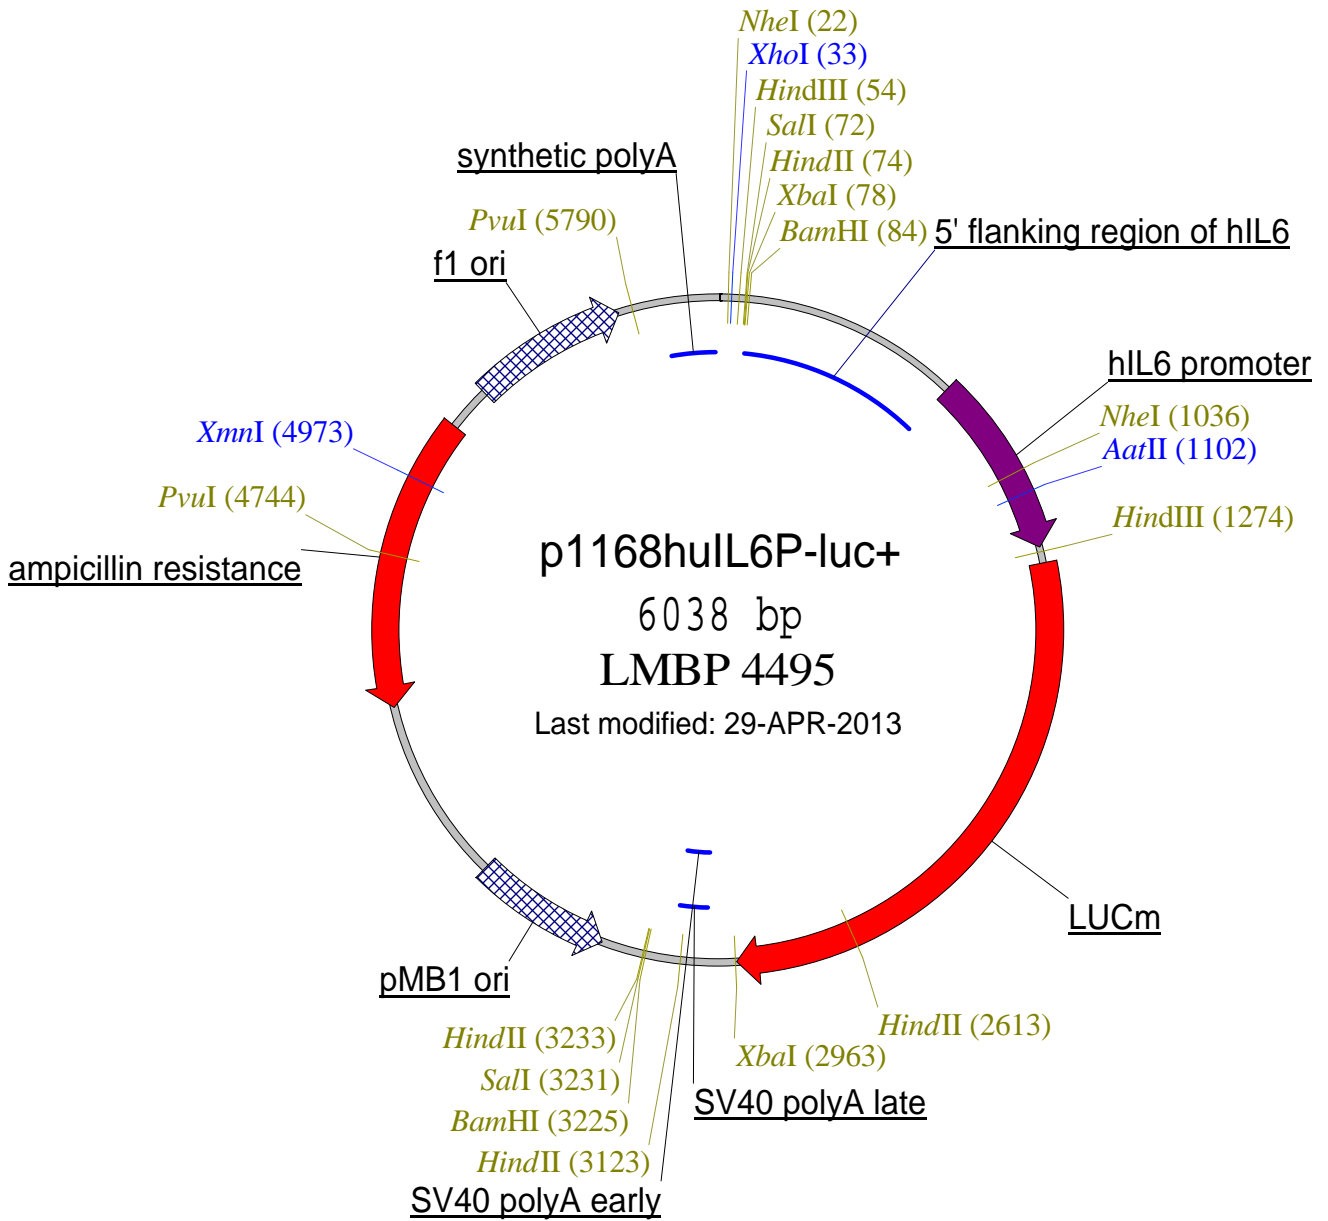 NheI (22)
XhoI (33)
HindIII (54)
SalI (72)
HindII (74)
XbaI (78)
BamHI (84)
5' flanking region of hIL6
synthetic polyA
PvuI (5790)
f1 ori
hIL6 promoter
NheI (1036)
AatII (1102)
HindIII (1274)
XmnI (4973)
PvuI (4744)
ampicillin resistance
p1168huIL6P-luc+
6038 bp
LMBP 4495
Last modified: 29-APR-2013
LUCm
pMB1 ori
HindII (2613)
HindII (3233)
XbaI (2963)
SalI (3231)
SV40 polyA late
BamHI (3225)
HindII (3123)
SV40 polyA early